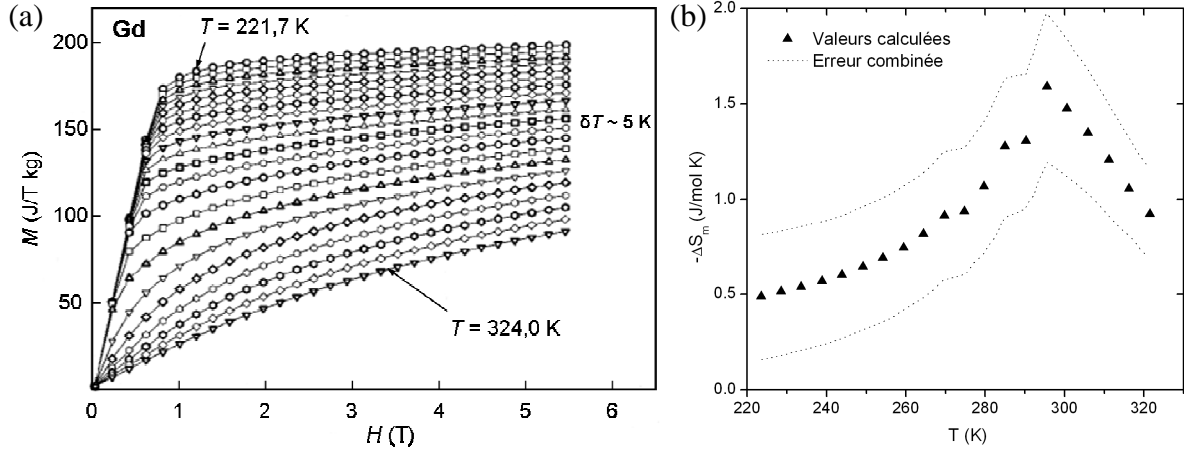 (a)
Gd
T = 221,7 K
δT ~ 5 K
T = 324,0 K
M (J/T kg)
200
150
100
50
0 1 2 3 4 5 6
H (T)
(b)
Valeurs calculées
Erreur combinée
-ΔSm (J/mol K)
2.0
1.5
1.0
0.5
0.0
220 240 260 280 300 320
T (K)